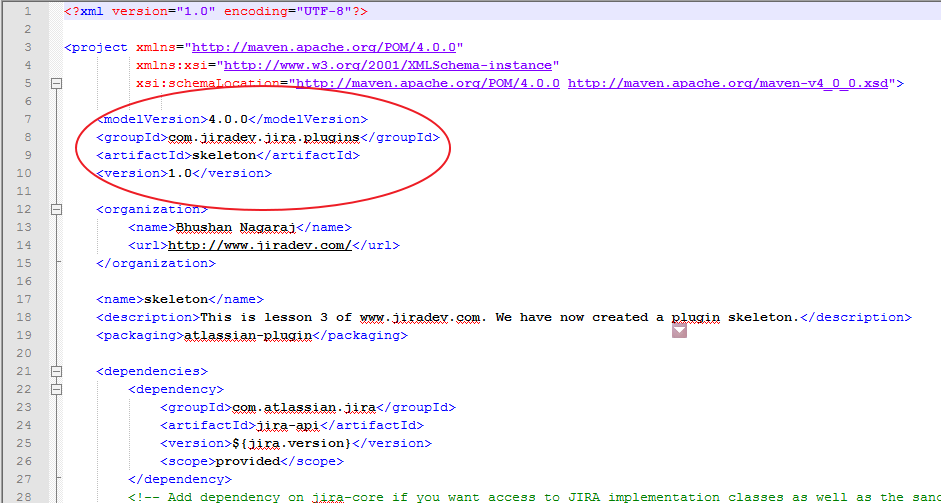 1 <?xml version="1.0" encoding="UTF-8"?>
2
3 <project xmlns="http://maven.apache.org/POM/4.0.0"
4 xmlns:xsi="http://www.w3.org/2001/XMLSchema-instance"
5 xsi:schemaLocation="http://maven.apache.org/POM/4.0.0 http://maven.apache.org/maven-v4_0_0.xsd">
6
7 <modelVersion>4.0.0</modelVersion>
8 <groupId>com.jiradev.jira.plugins</groupId>
9 <artifactId>skeleton</artifactId>
10 <version>1.0</version>
11
12 <organization>
13 <name>Bhushan Nagaraj</name>
14 <url>http://www.jiradev.com/</url>
15 </organization>
16
17 <name>skeleton</name>
18 <description>This is lesson 3 of www.jiradev.com. We have now created a plugin skeleton.</description>
19 <packaging>atlassian-plugin</packaging>
20
21 <dependencies>
22 <dependency>
23 <groupId>com.atlassian.jira</groupId>
24 <artifactId>jira-api</artifactId>
25 <version>${jira.version}</version>
26 <scope>provided</scope>
27 </dependency>
28 <!-- Add dependency on jira-core if you want access to JIRA implementation classes as well as the